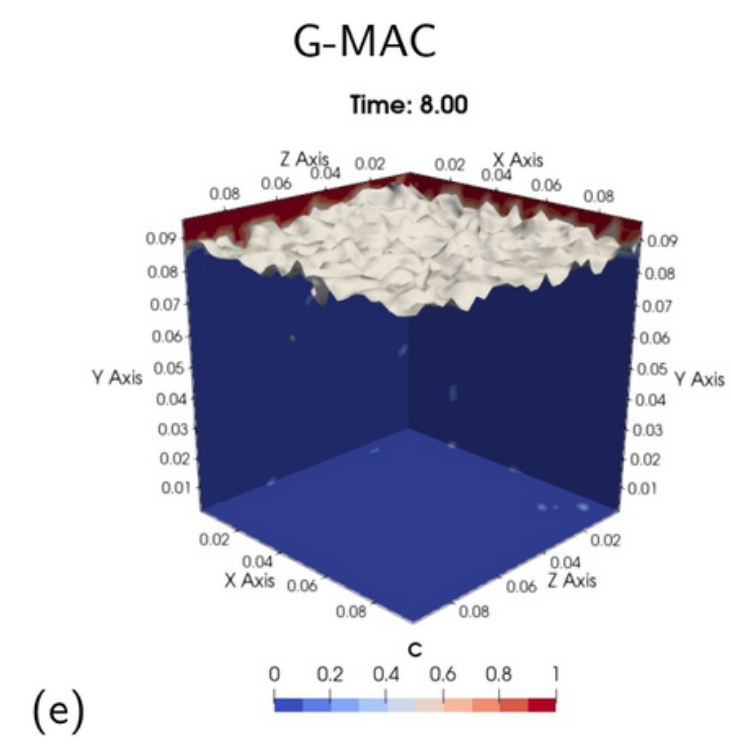 G-MAC
Time: 8.00
Z Axis X Axis
0.08 0.06 0.04 0.02 0.02 0.04 0.06 0.08
0.09 0.09
0.08 0.08
0.07 0.07
0.06 0.06
0.05 0.05
Y Axis Y Axis
0.04 0.04
0.03 0.03
0.02 0.02
0.01 0.01
0.02 0.02
0.04 0.04
X Axis 0.06 0.06 Z Axis
0.08 0.08
C
0 0.2 0.4 0.6 0.8 1
(e)